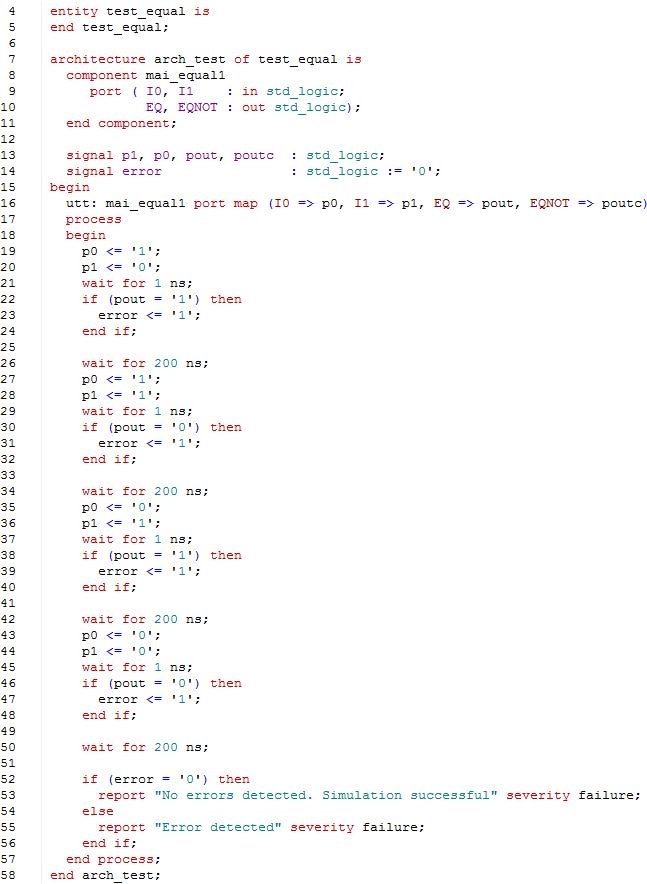 4 entity test_equal is
5 end test_equal;
6
7 architecture arch_test of test_equal is
8 component mai_equal1
9 port ( I0, I1 : in std_logic;
10 EQ, EQNOT : out std_logic);
11 end component;
12
13 signal p1, p0, pout, poutc : std_logic;
14 signal error : std_logic := '0';
15 begin
16 utt: mai_equal1 port map (I0 => p0, I1 => p1, EQ => pout, EQNOT => poutc)
17 process
18 begin
19 p0 <= '1';
20 p1 <= '0';
21 wait for 1 ns;
22 if (pout = '1') then
23 error <= '1';
24 end if;
25
26 wait for 200 ns;
27 p0 <= '1';
28 p1 <= '1';
29 wait for 1 ns;
30 if (pout = '0') then
31 error <= '1';
32 end if;
33
34 wait for 200 ns;
35 p0 <= '0';
36 p1 <= '1';
37 wait for 1 ns;
38 if (pout = '1') then
39 error <= '1';
40 end if;
41
42 wait for 200 ns;
43 p0 <= '0';
44 p1 <= '0';
45 wait for 1 ns;
46 if (pout = '0') then
47 error <= '1';
48 end if;
49
50 wait for 200 ns;
51
52 if (error = '0') then
53 report "No errors detected. Simulation successful" severity failure;
54 else
55 report "Error detected" severity failure;
56 end if;
57 end process;
58 end arch_test;